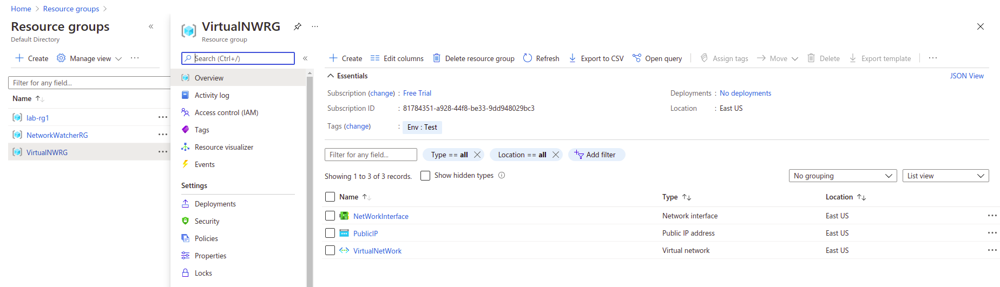 Home > Resource groups >
Resource groups «
Default Directory
Create Manage view ...
Filter for any field...
Name
lab-rg1 ...
NetworkWatcherRG ...
VirtualNWRG ...
VirtualNWRG ...
Resource group
Search (Ctrl+/) «
Overview
Activity log
Access control (IAM)
Tags
Resource visualizer
Events
Settings
Deployments
Security
Policies
Properties
Locks
Create Edit columns Delete resource group Refresh Export to CSV Open query Assign tags Move Delete Export template ...
Essentials JSON View
Subscription (change) : Free Trial Deployments : No deployments
Subscription ID : 81784351-a928-44f8-be33-9dd948029bc3 Location : East US
Tags (change) : Env : Test
Filter for any field... Type == all Location == all Add filter
Showing 1 to 3 of 3 records. Show hidden types No grouping List view
Name Type Location
NetWorkInterface Network interface East US ...
PublicIP Public IP address East US ...
VirtualNetWork Virtual network East US ...